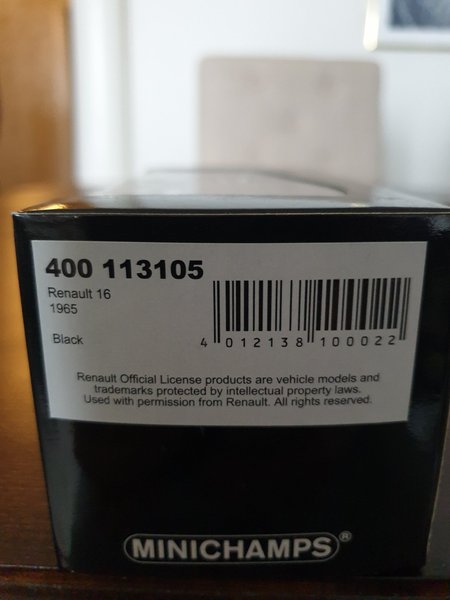 400 113105
Renault 16
1965
Black
4 012138 100022
Renault Official License products are vehicle models and
trademarks protected by intellectual property laws.
Used with permission from Renault. All rights reserved.
MINICHAMPS®